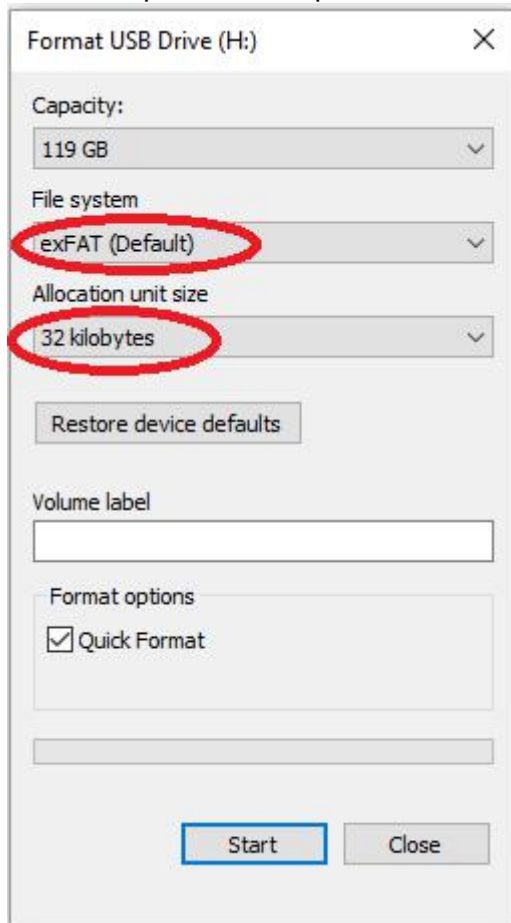 Format USB Drive (H:)
Capacity:
119 GB
File system
exFAT (Default)
Allocation unit size
32 kilobytes
Restore device defaults
Volume label
Format options
Quick Format
Start Close